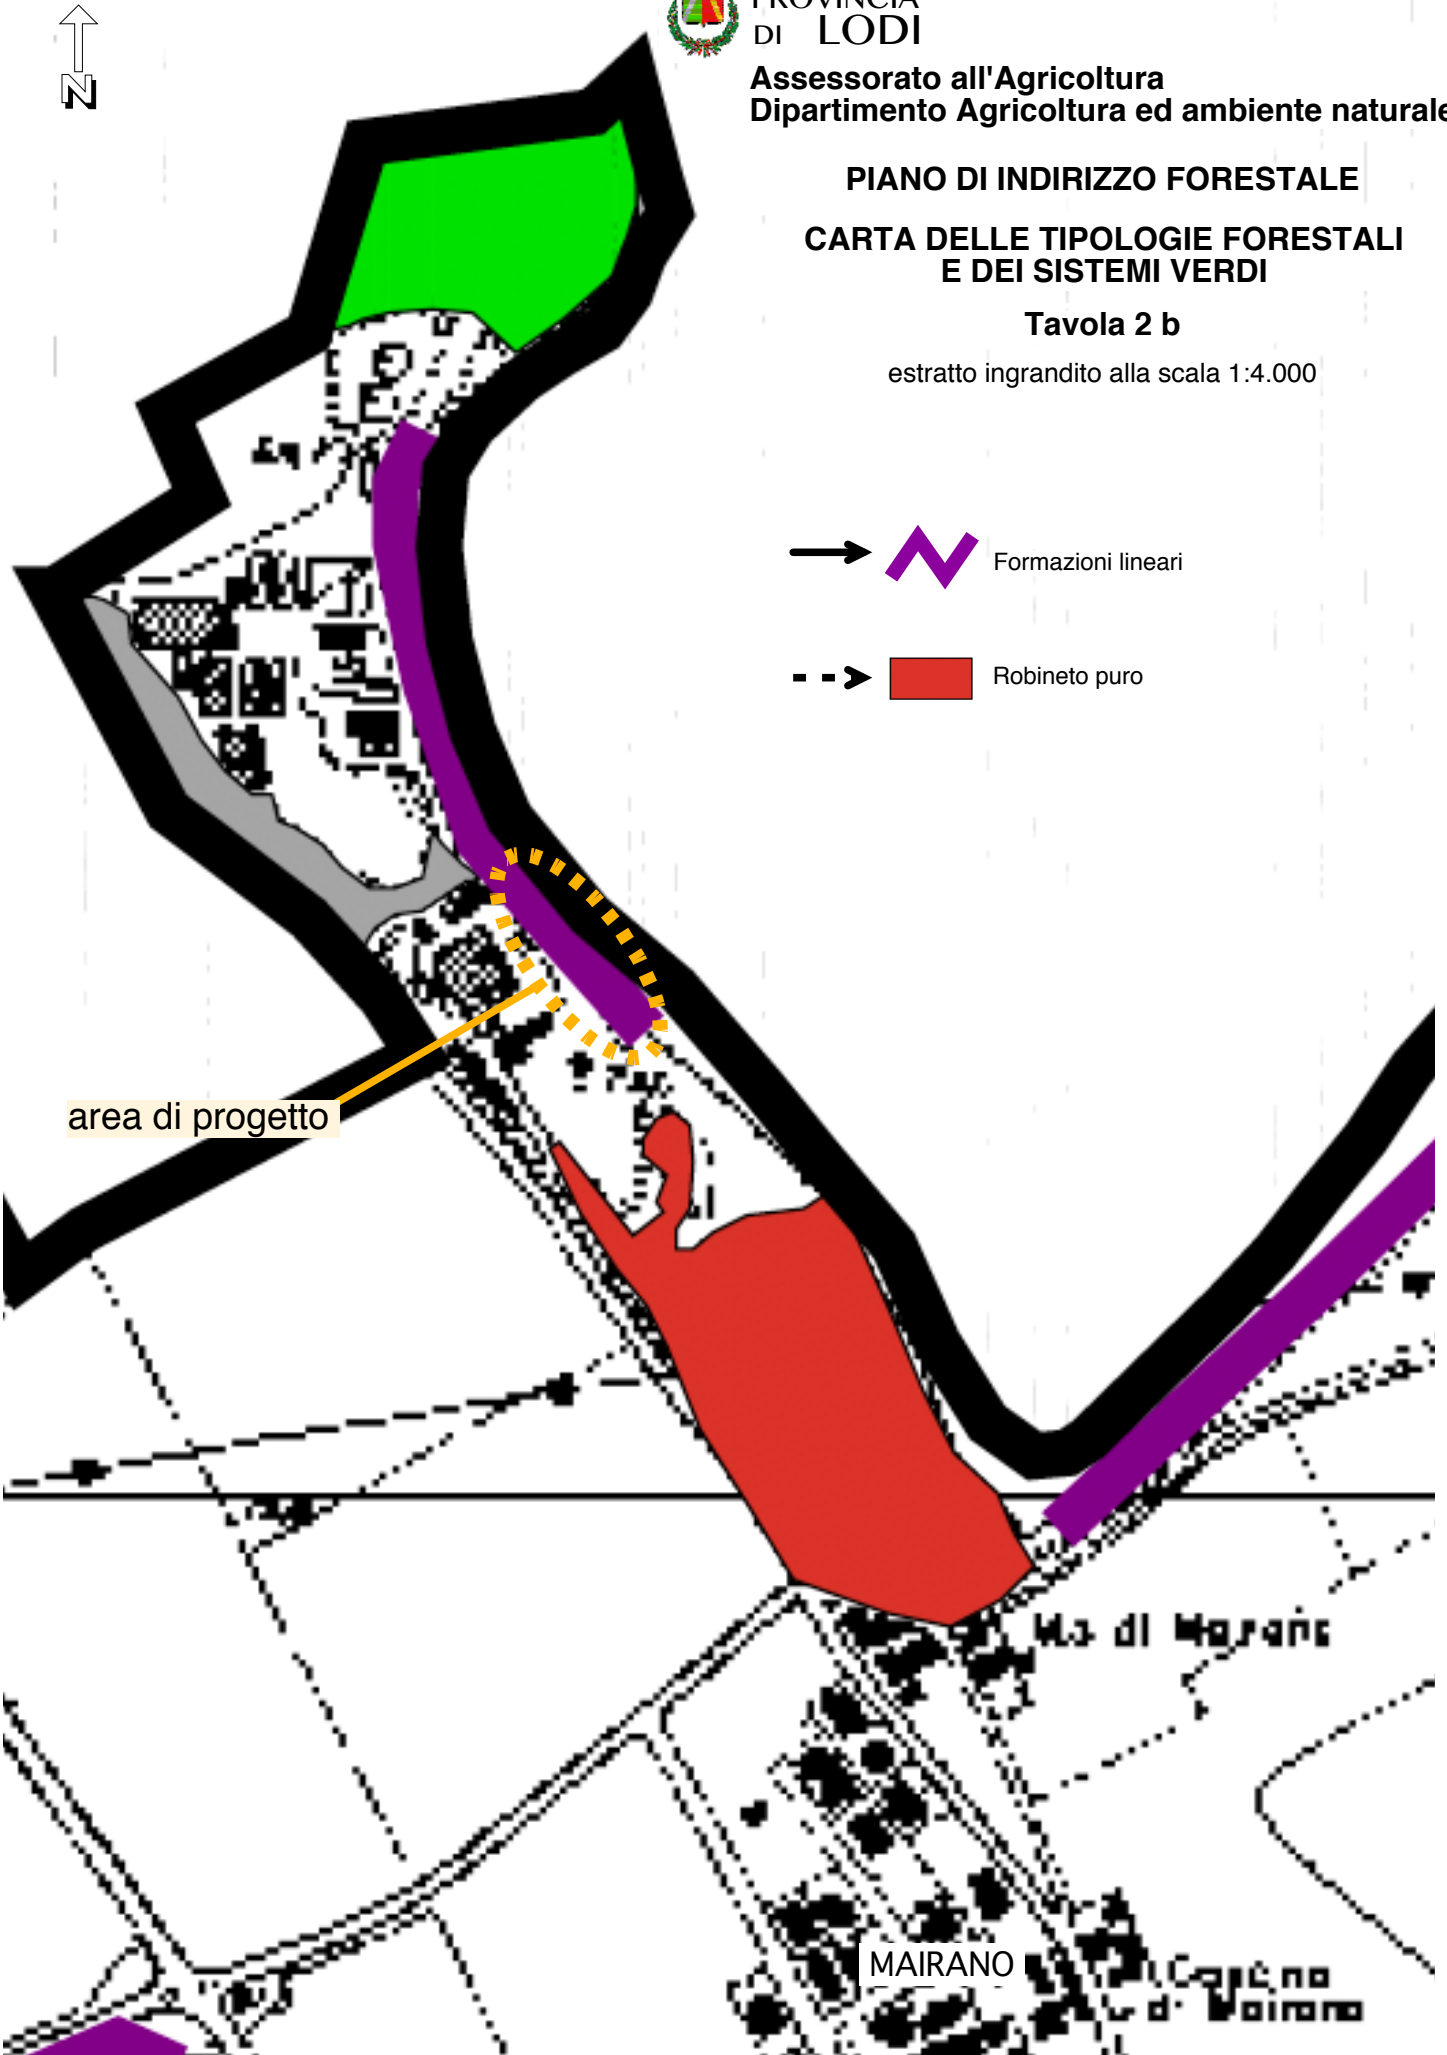 N
PROVINCIA
DI LODI
Assessorato all'Agricoltura
Dipartimento Agricoltura ed ambiente naturale
PIANO DI INDIRIZZO FORESTALE
CARTA DELLE TIPOLOGIE FORESTALI
E DEI SISTEMI VERDI
Tavola 2 b
estratto ingrandito alla scala 1:4.000
Formazioni lineari
Robineto puro
area di progetto
MAIRANO